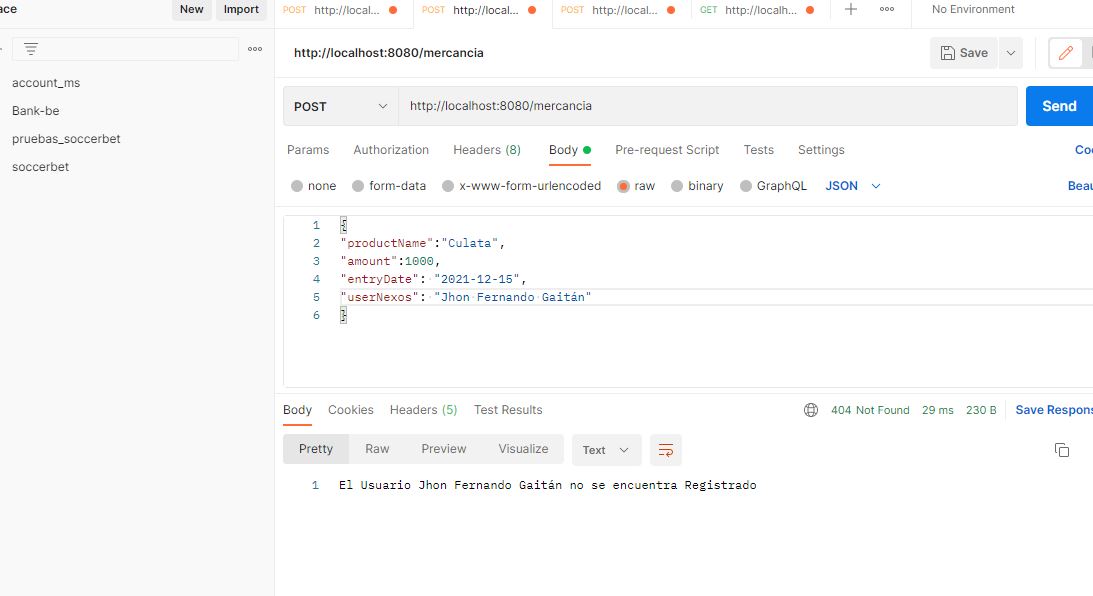 ace New Import POST http://local... POST http://local... POST http://local... GET http://localh... + ooo No Environment
http://localhost:8080/mercancia Save
ooo
account_ms
Bank-be
pruebas_soccerbet
soccerbet
POST http://localhost:8080/mercancia Send
Params Authorization Headers (8) Body Pre-request Script Tests Settings Coo
none form-data x-www-form-urlencoded raw binary GraphQL JSON Beau
1 {
2 "productName":"Culata",
3 "amount":1000,
4 "entryDate": "2021-12-15",
5 "userNexos": "Jhon Fernando Gaitán"
6 }
Body Cookies Headers (5) Test Results 404 Not Found 29 ms 230 B Save Respons
Pretty Raw Preview Visualize Text
1 El Usuario Jhon Fernando Gaitán no se encuentra Registrado